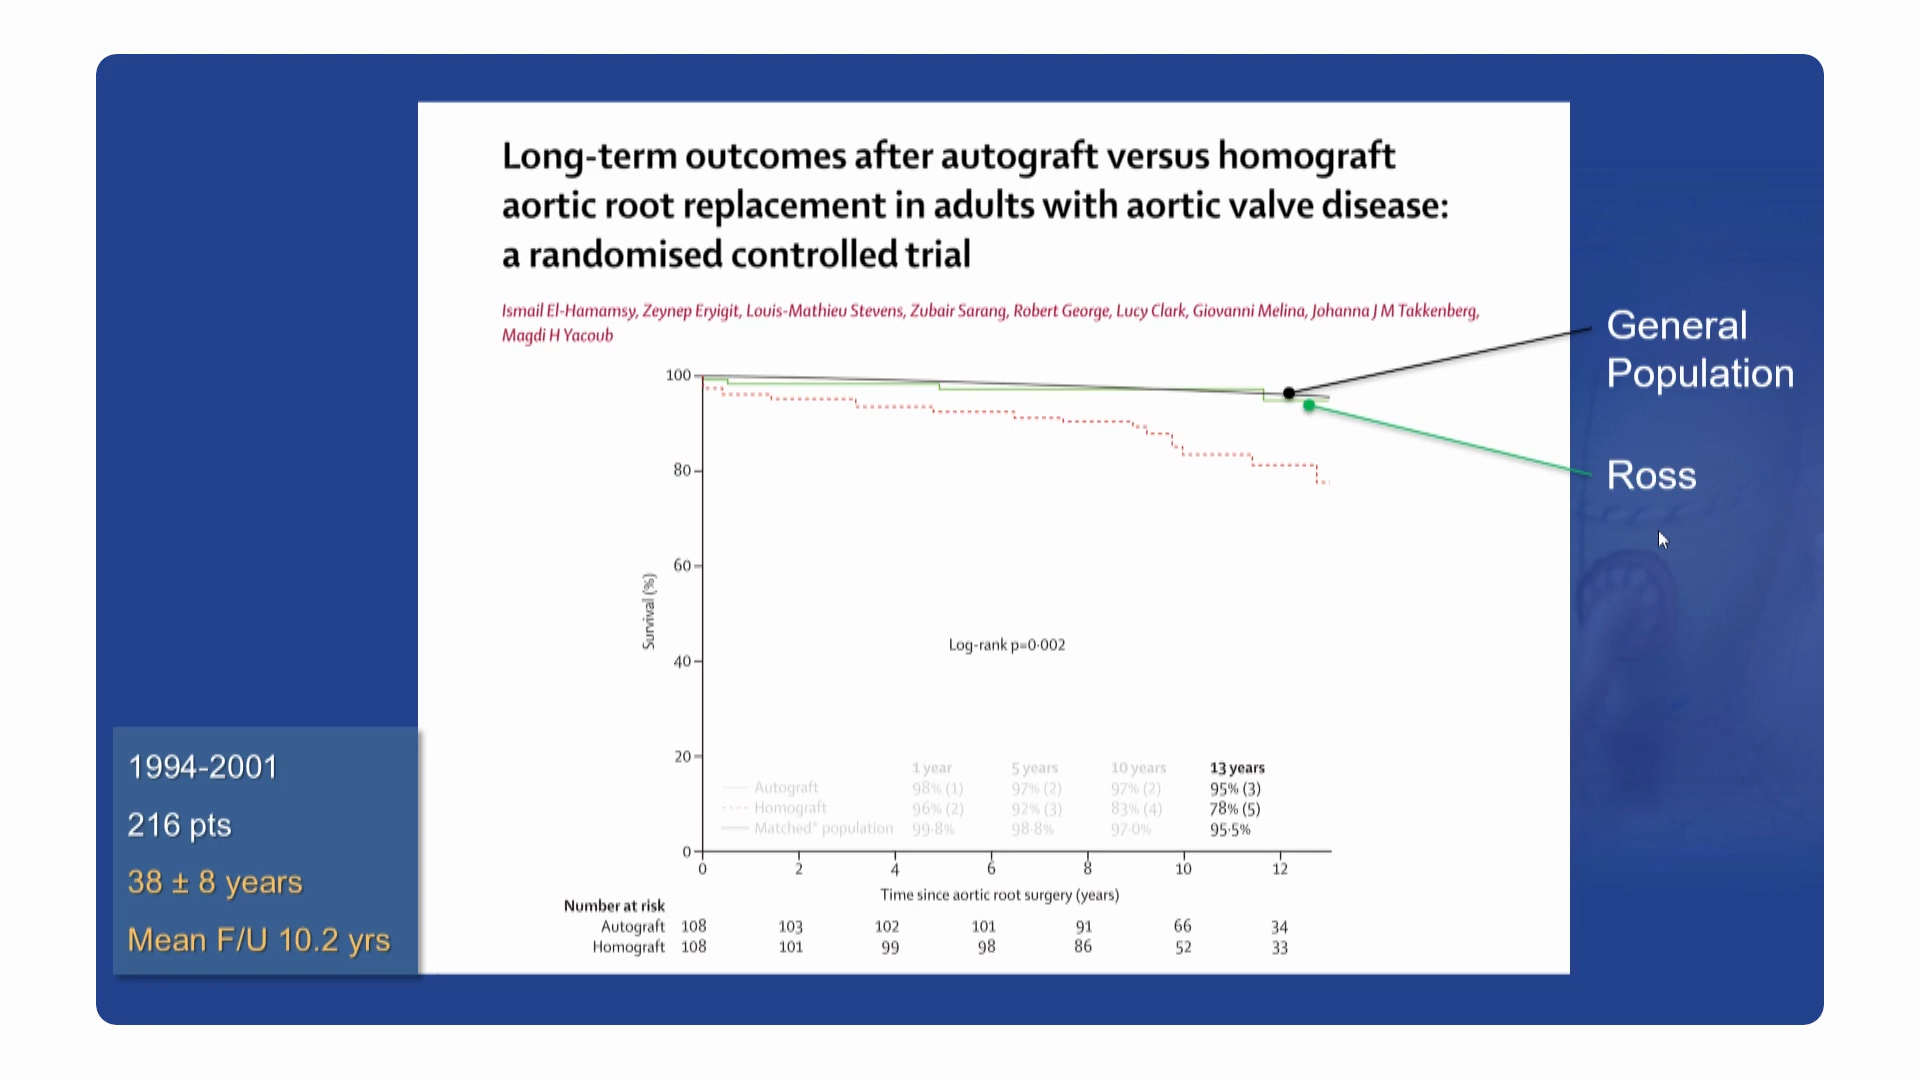 Long-term outcomes after autograft versus homograft
aortic root replacement in adults with aortic valve disease:
a randomised controlled trial
Ismail El-Hamamsy, Zeynep Eryigit, Louis-Mathieu Stevens, Zubair Sarang, Robert George, Lucy Clark, Giovanni Melina, Johanna J M Takkenberg,
Magdi H Yacoub
General
Population
Ross
100
80
60
40
20
0
Survival (%)
Log-rank p=0·002
1 year 5 years 10 years 13 years
Autograft 98% (1) 97% (2) 97% (2) 95% (3)
Homograft 96% (2) 92% (3) 83% (4) 78% (5)
Matched* population 99·8% 98·8% 97·0% 95·5%
0 2 4 6 8 10 12
Time since aortic root surgery (years)
Number at risk
Autograft 108 103 102 101 91 66 34
Homograft 108 101 99 98 86 52 33
1994-2001
216 pts
38 ± 8 years
Mean F/U 10.2 yrs